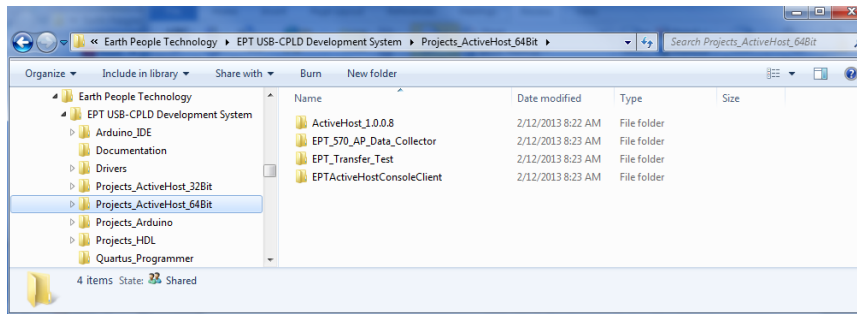 « Earth People Technology ▸ EPT USB-CPLD Development System ▸ Projects_ActiveHost_64Bit ▸
Search Projects_ActiveHost_64Bit
Organize Include in library Share with Burn New folder
Earth People Technology
EPT USB-CPLD Development System
Arduino_IDE
Documentation
Drivers
Projects_ActiveHost_32Bit
Projects_ActiveHost_64Bit
Projects_Arduino
Projects_HDL
Quartus_Programmer
Name Date modified Type Size
ActiveHost_1.0.0.8 2/12/2013 8:22 AM File folder
EPT_570_AP_Data_Collector 2/12/2013 8:23 AM File folder
EPT_Transfer_Test 2/12/2013 8:23 AM File folder
EPTActiveHostConsoleClient 2/12/2013 8:23 AM File folder
4 items State: Shared